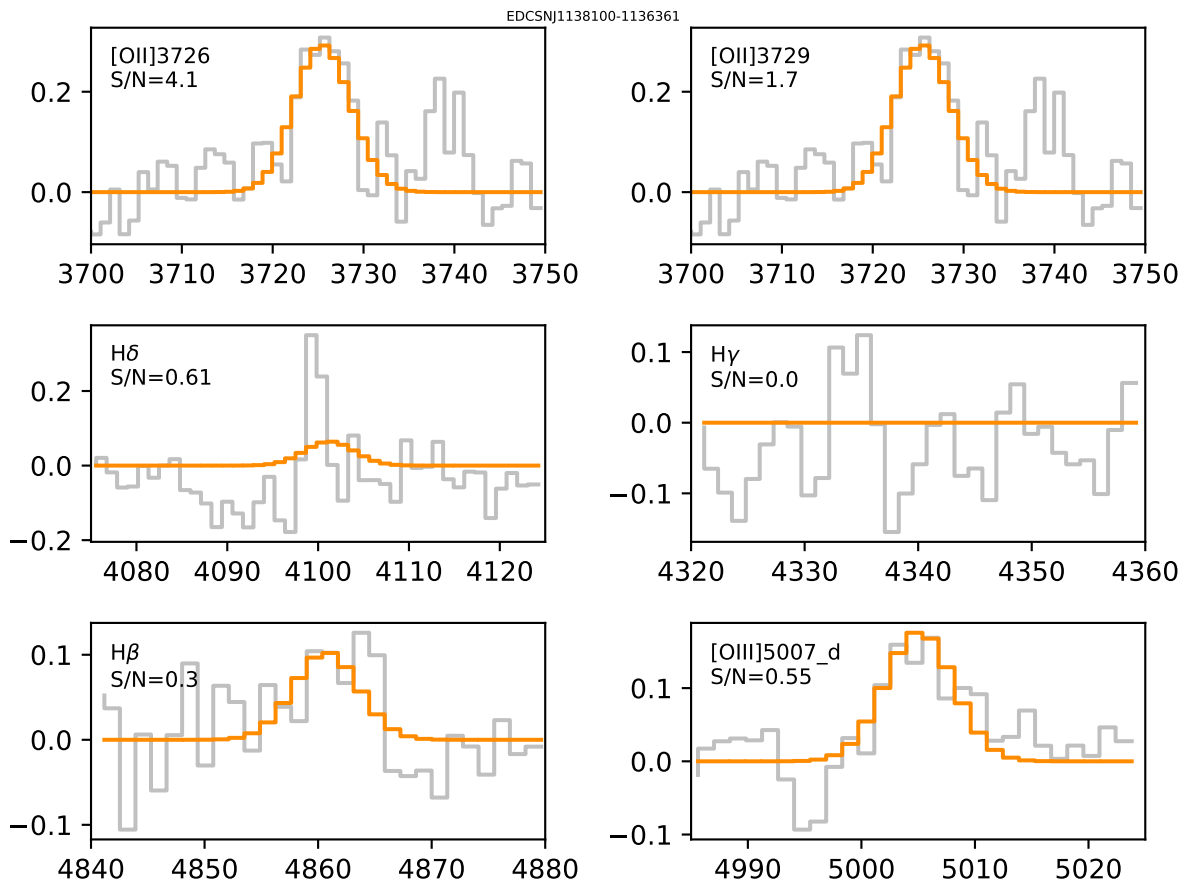 EDCSNJ1138100-1136361
[OII]3726
S/N=4.1
0.2
0.0
3700 3710 3720 3730 3740 3750
[OII]3729
S/N=1.7
0.2
0.0
3700 3710 3720 3730 3740 3750
Hδ
S/N=0.61
0.2
0.0
−0.2
4080 4090 4100 4110 4120
Hγ
S/N=0.0
0.1
0.0
−0.1
4320 4330 4340 4350 4360
Hβ
S/N=0.3
0.1
0.0
−0.1
4840 4850 4860 4870 4880
[OIII]5007_d
S/N=0.55
0.1
0.0
−0.1
4990 5000 5010 5020